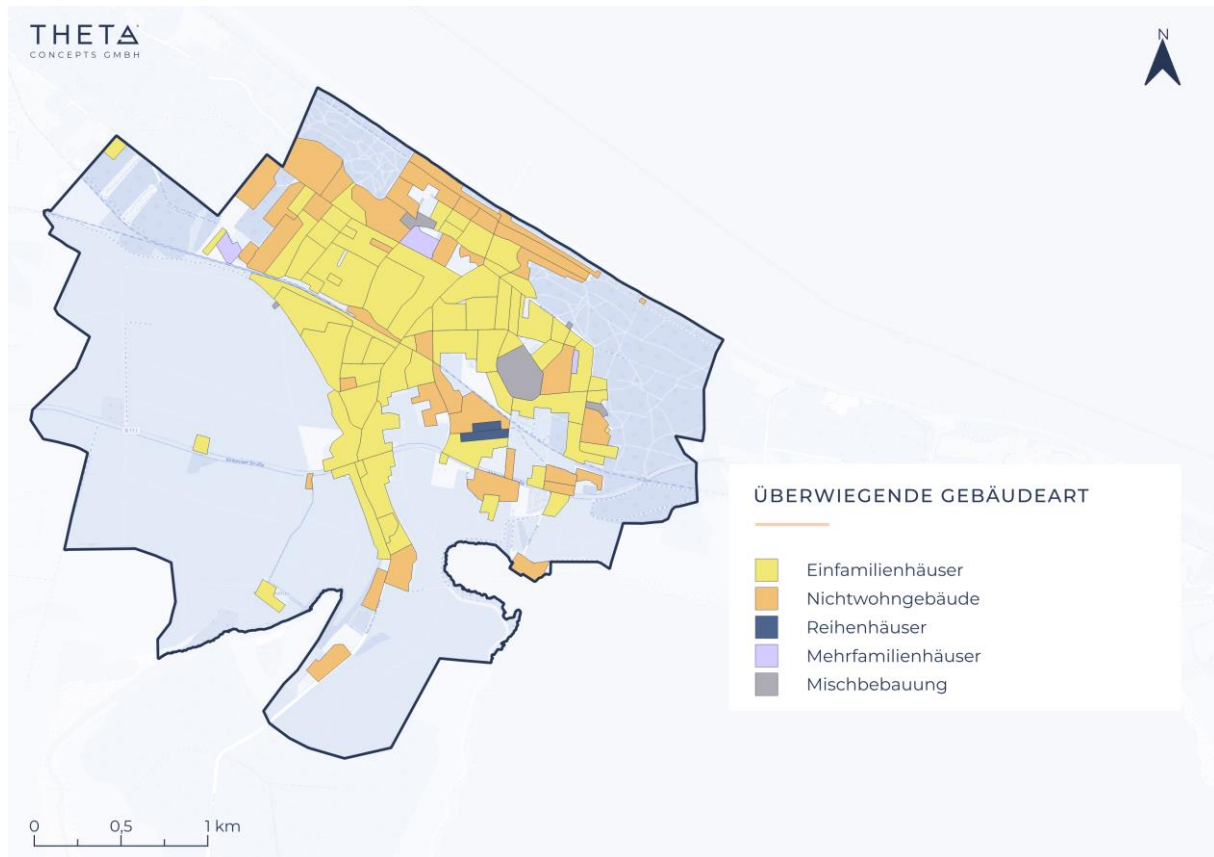 THETA
CONCEPTS GMBH
N
ÜBERWIEGENDE GEBÄUDEART
Einfamilienhäuser
Nichtwohngebäude
Reihenhäuser
Mehrfamilienhäuser
Mischbebauung
0 0,5 1 km